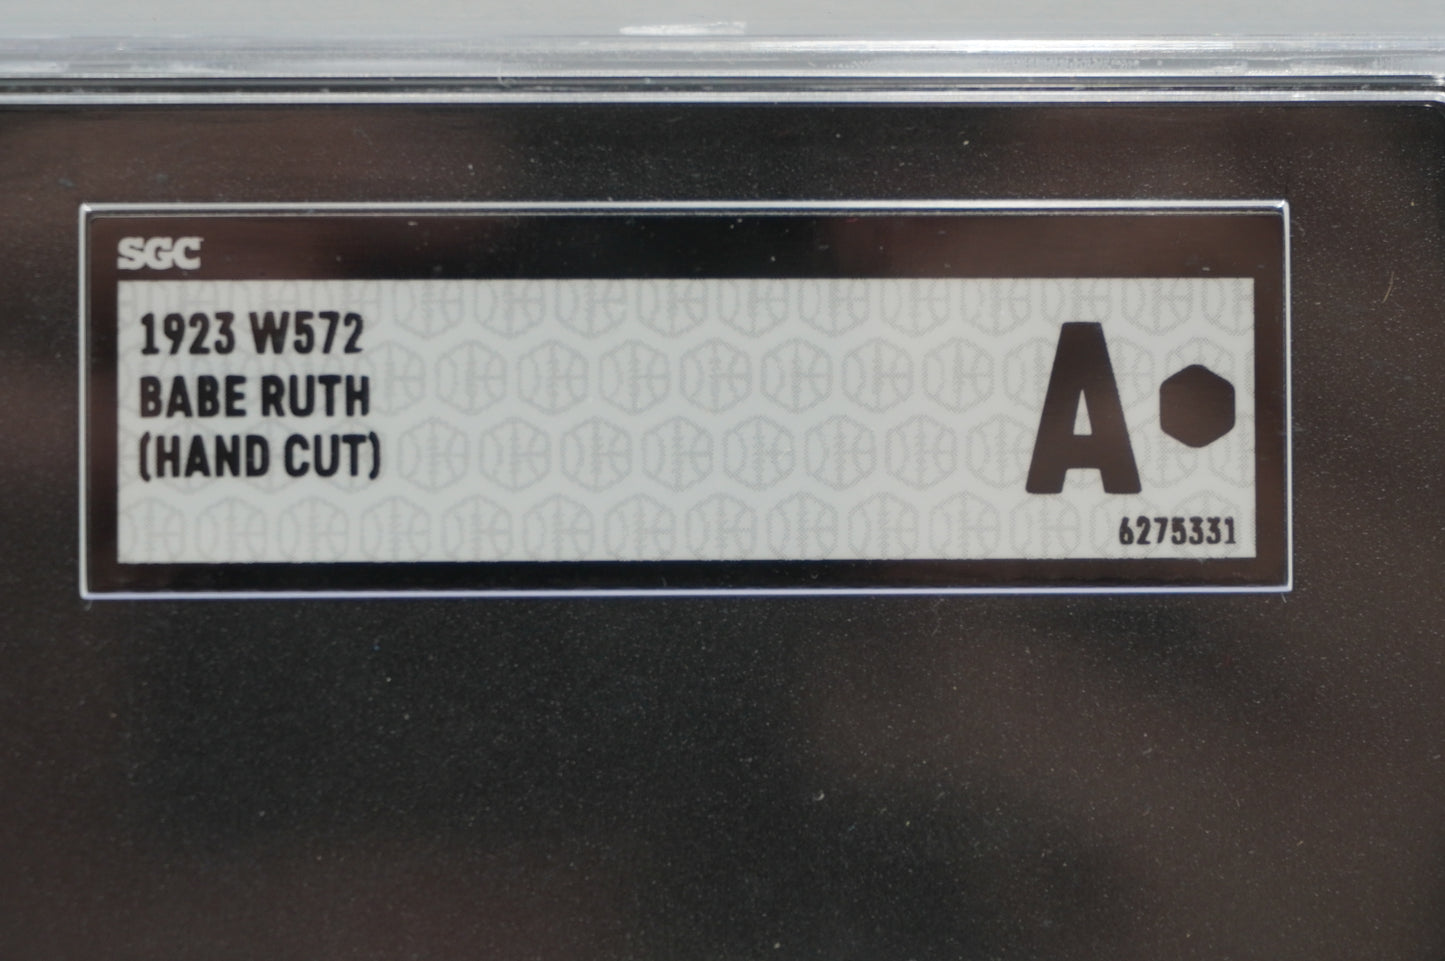 SGC
1923 W572
BABE RUTH
(HAND CUT)
A
6275331